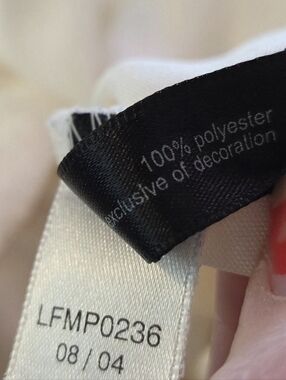 100% polyester
exclusive of decoration
LFMP0236
08 / 04